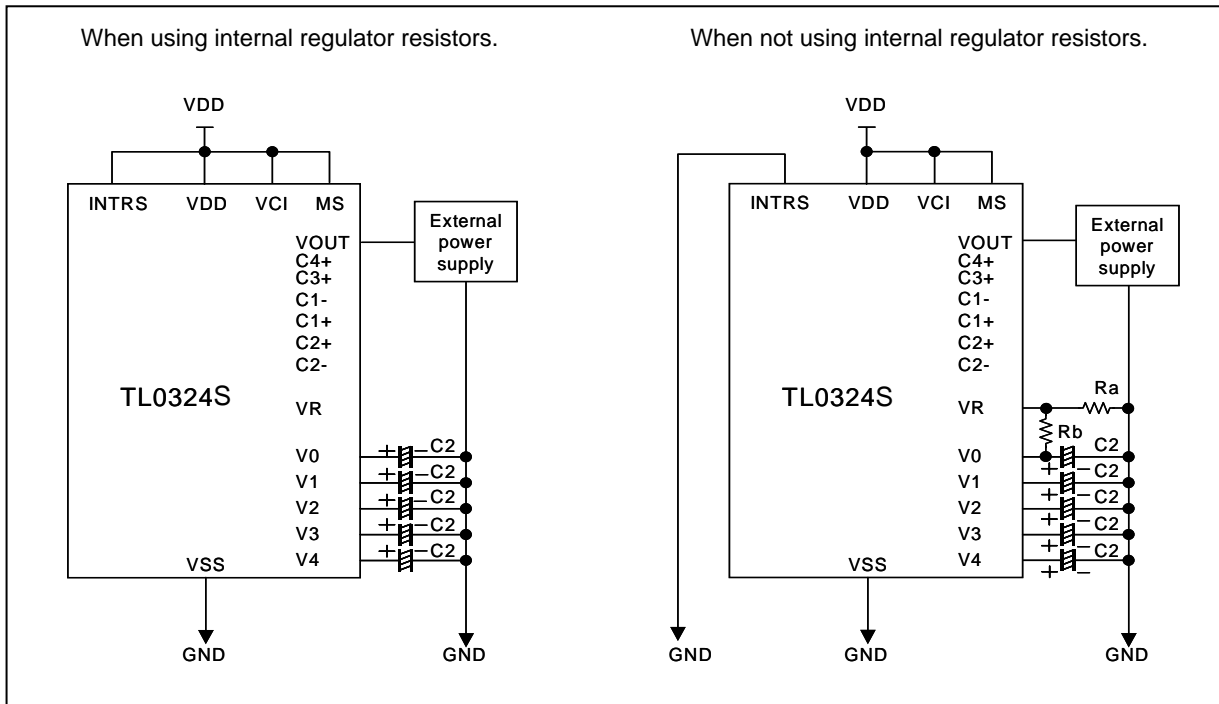 When using internal regulator resistors.
VDD
INTRS VDD VCI MS
VOUT
C4+
C3+
C1-
C1+
C2+
C2-
TL0324S
VR
V0
V1
V2
V3
V4
VSS
External
power
supply
+ - C2
+ - C2
+ - C2
+ - C2
+ - C2
GND
GND
When not using internal regulator resistors.
VDD
INTRS VDD VCI MS
VOUT
C4+
C3+
C1-
C1+
C2+
C2-
TL0324S
VR
V0
V1
V2
V3
V4
VSS
External
power
supply
Ra
Rb
C2
+ -
C2
+ -
C2
+ -
C2
+ -
C2
+ -
GND
GND
GND